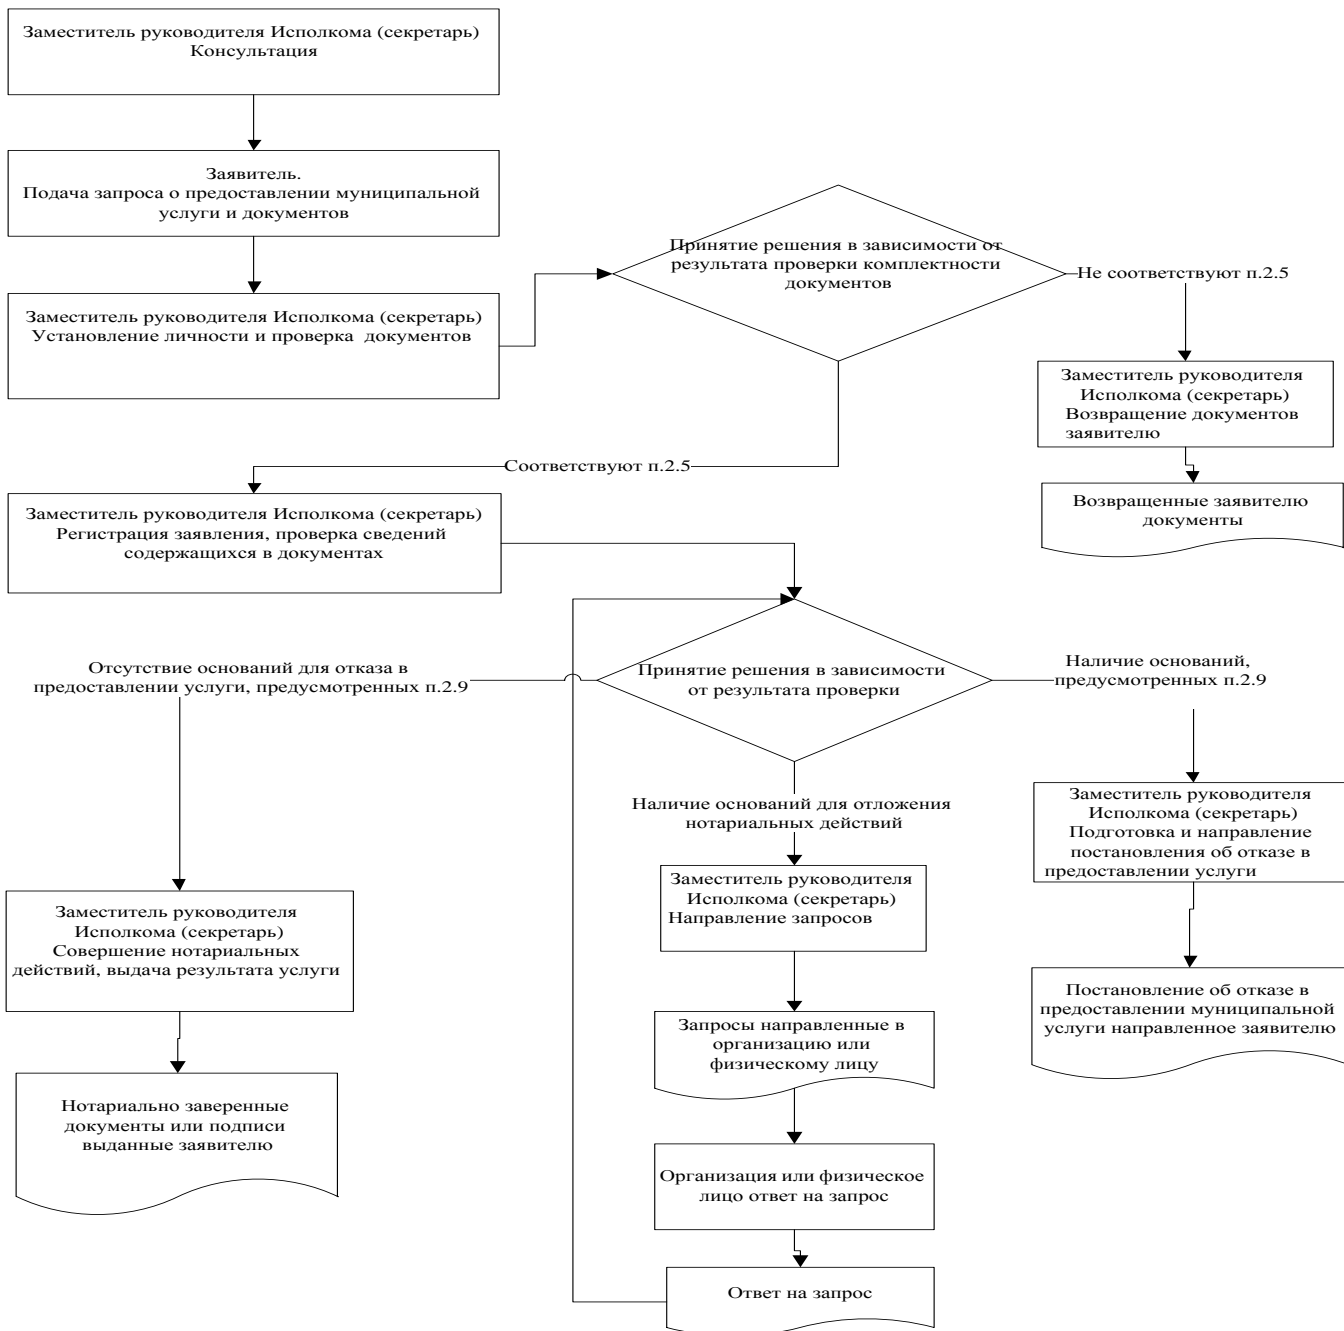 Заместитель руководителя Исполкома (секретарь)
Консультация
Заявитель.
Подача запроса о предоставлении муниципальной
услуги и документов
Заместитель руководителя Исполкома (секретарь)
Установление личности и проверка документов
Принятие решения в зависимости от
результата проверки комплектности
документов
Не соответствуют п.2.5
Заместитель руководителя
Исполкома (секретарь)
Возвращение документов
заявителю
Возвращенные заявителю
документы
Соответствуют п.2.5
Заместитель руководителя Исполкома (секретарь)
Регистрация заявления, проверка сведений
содержащихся в документах
Принятие решения в зависимости
от результата проверки
Отсутствие оснований для отказа в
предоставлении услуги, предусмотренных п.2.9
Наличие оснований,
предусмотренных п.2.9
Наличие оснований для отложения
нотариальных действий
Заместитель руководителя
Исполкома (секретарь)
Совершение нотариальных
действий, выдача результата услуги
Нотариально заверенные
документы или подписи
выданные заявителю
Заместитель руководителя
Исполкома (секретарь)
Направление запросов
Запросы направленные в
организацию или
физическому лицу
Организация или физическое
лицо ответ на запрос
Ответ на запрос
Заместитель руководителя
Исполкома (секретарь)
Подготовка и направление
постановления об отказе в
предоставлении услуги
Постановление об отказе в
предоставлении муниципальной
услуги направленное заявителю